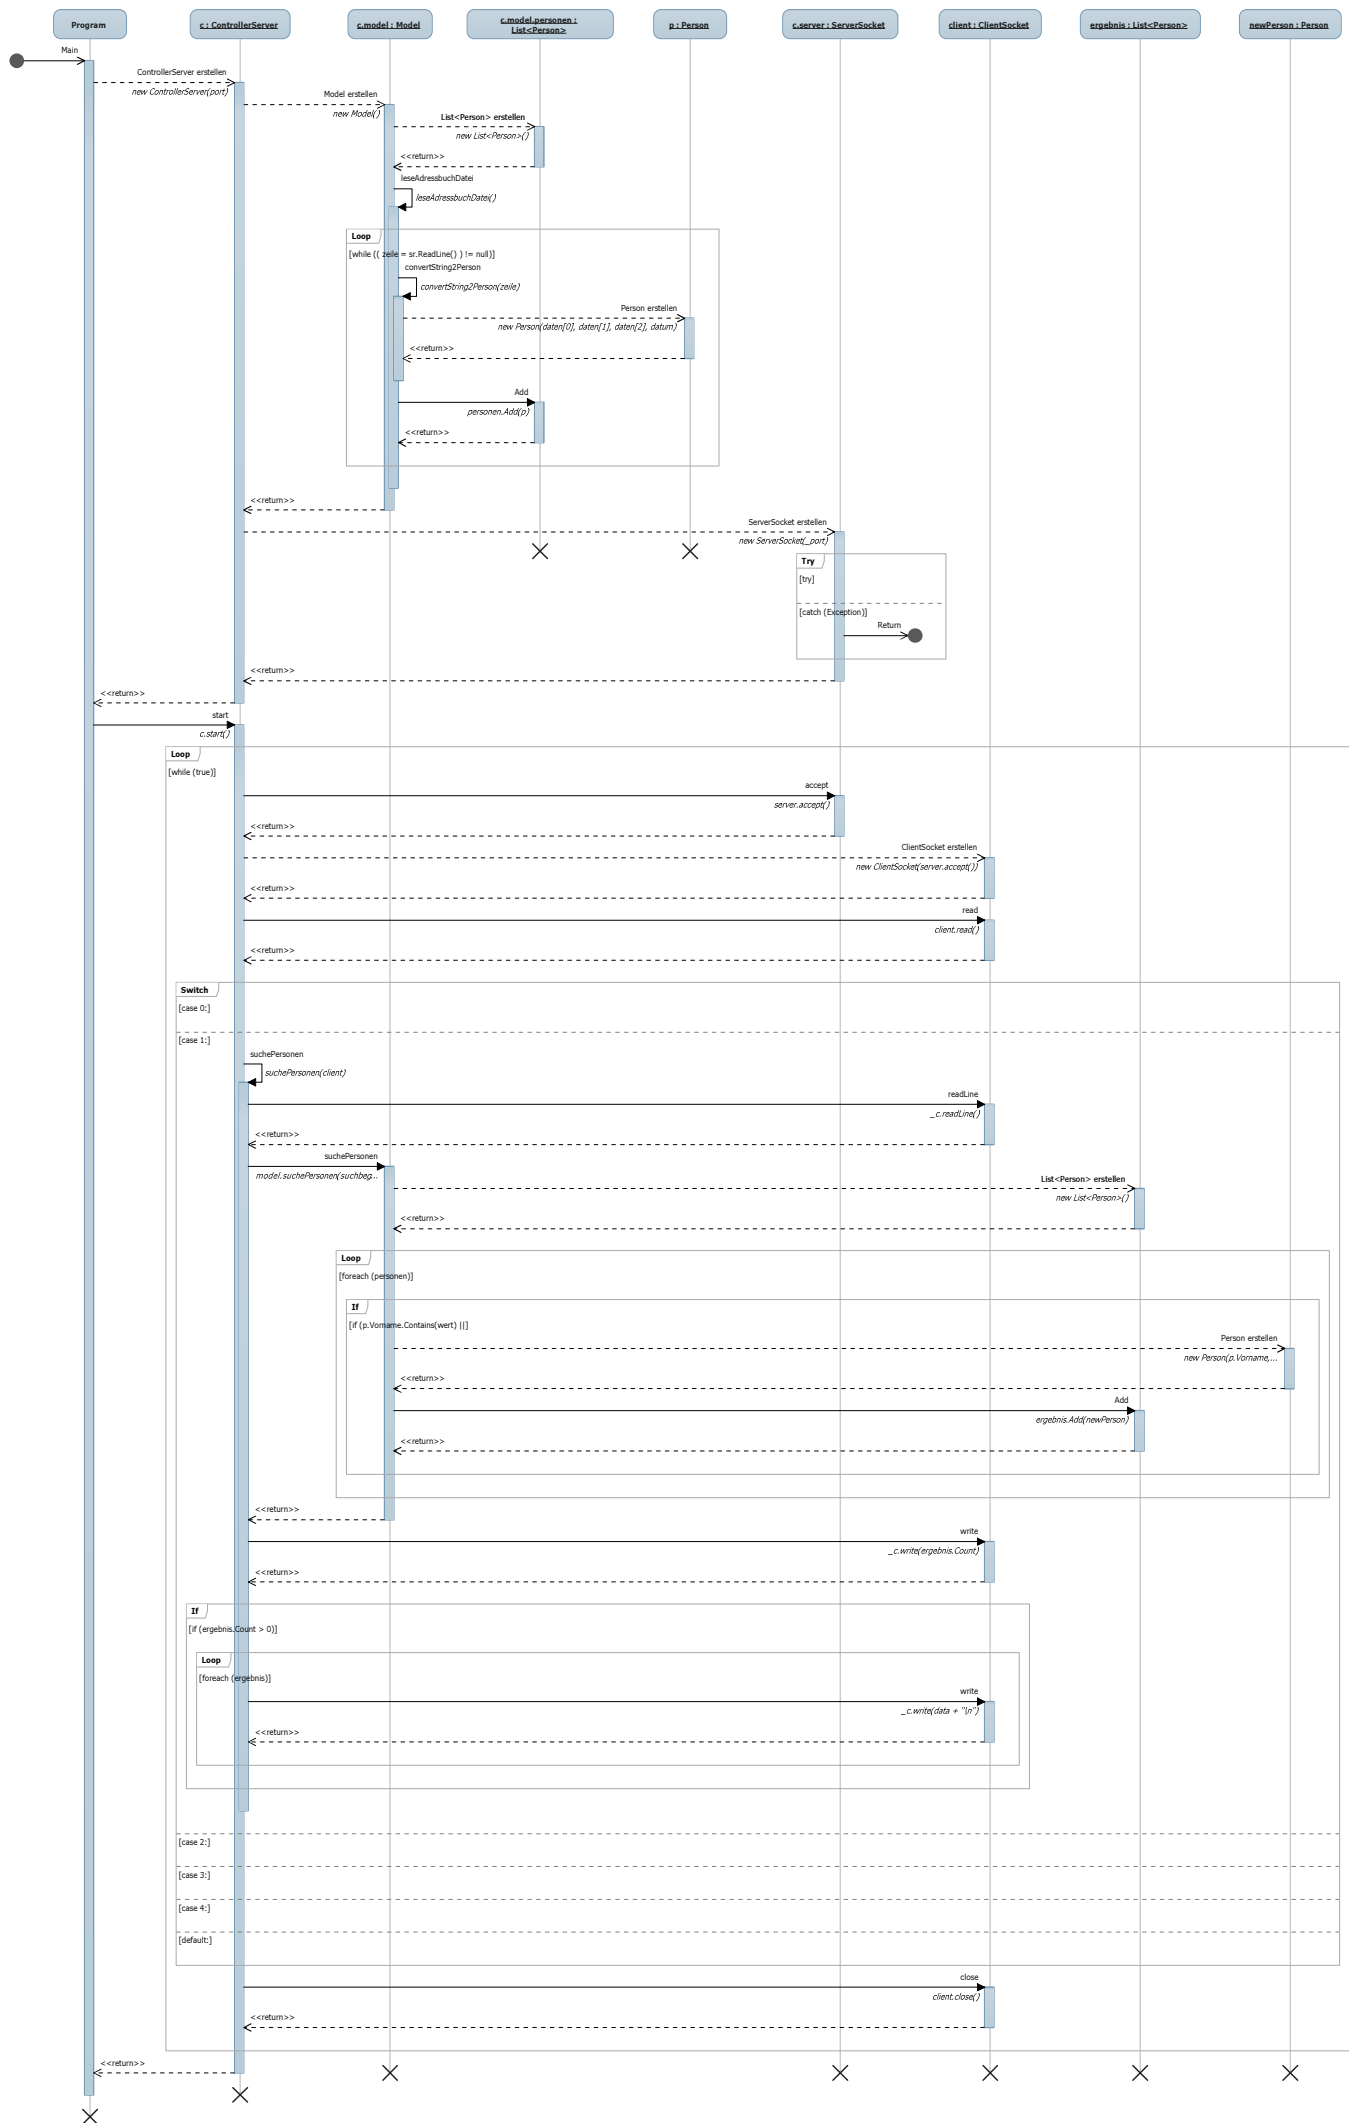 Program
c : ControllerServer
c.model : Model
c.model.personen :
List<Person>
p : Person
c.server : ServerSocket
client : ClientSocket
ergebnis : List<Person>
newPerson : Person
Main
ControllerServer erstellen
new ControllerServer(port)
Model erstellen
new Model()
List<Person> erstellen
new List<Person>()
<<return>>
leseAdressbuchDatei
leseAdressbuchDatei()
Loop
[while (( zeile = sr.ReadLine() ) != null)]
convertString2Person
convertString2Person(zeile)
Person erstellen
new Person(daten[0], daten[1], daten[2], datum)
<<return>>
Add
personen.Add(p)
<<return>>
<<return>>
ServerSocket erstellen
new ServerSocket(_port)
Try
[try]
[catch (Exception)]
Return
<<return>>
<<return>>
start
c.start()
Loop
[while (true)]
accept
server.accept()
<<return>>
ClientSocket erstellen
new ClientSocket(server.accept())
<<return>>
read
client.read()
<<return>>
Switch
[case 0:]
[case 1:]
suchePersonen
suchePersonen(client)
readLine
_c.readLine()
<<return>>
suchePersonen
model.suchePersonen(suchbeg...
List<Person> erstellen
new List<Person>()
<<return>>
Loop
[foreach (personen)]
If
[if (p.Vorname.Contains(wert) ||]
Person erstellen
new Person(p.Vorname,...
<<return>>
Add
ergebnis.Add(newPerson)
<<return>>
<<return>>
write
_c.write(ergebnis.Count)
<<return>>
If
[if (ergebnis.Count > 0)]
Loop
[foreach (ergebnis)]
write
_c.write(data + "\n")
<<return>>
[case 2:]
[case 3:]
[case 4:]
[default:]
close
client.close()
<<return>>
<<return>>